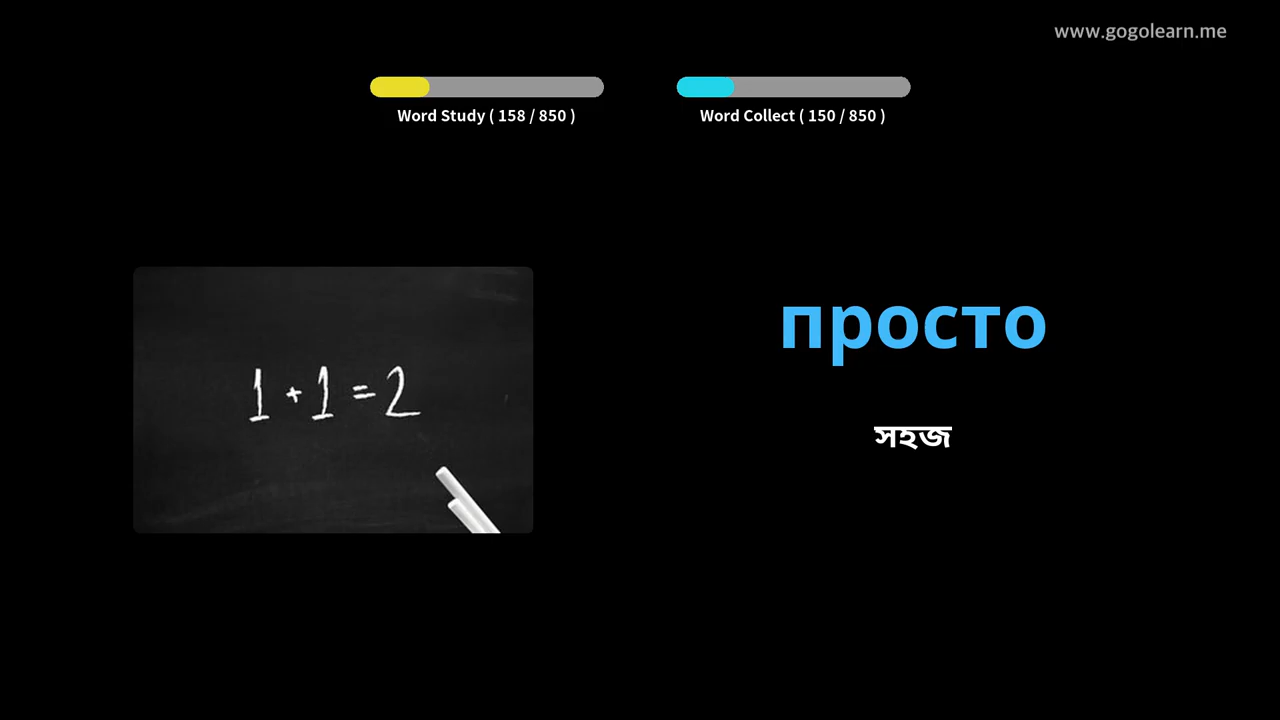 www.gogolearn.me
Word Study ( 158 / 850 )
Word Collect ( 150 / 850 )
1 + 1 = 2
просто
সহজ